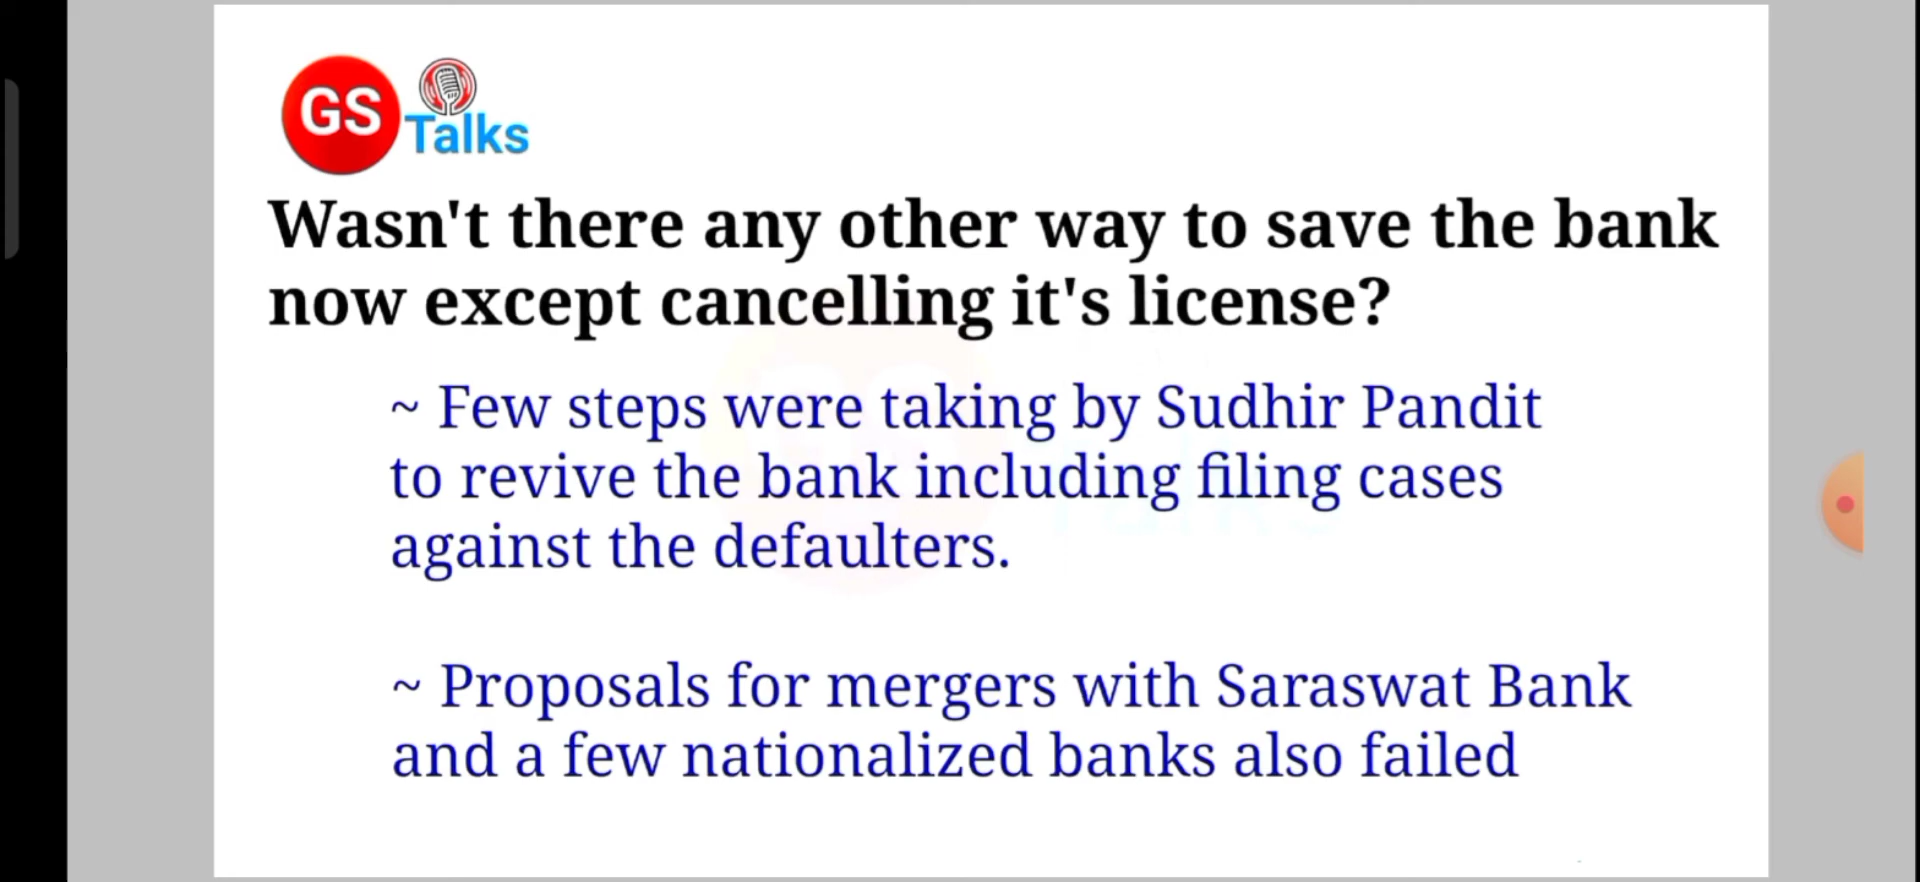 GS
Talks
Wasn't there any other way to save the bank
now except cancelling it's license?
~ Few steps were taking by Sudhir Pandit
to revive the bank including filing cases
against the defaulters.
~ Proposals for mergers with Saraswat Bank
and a few nationalized banks also failed